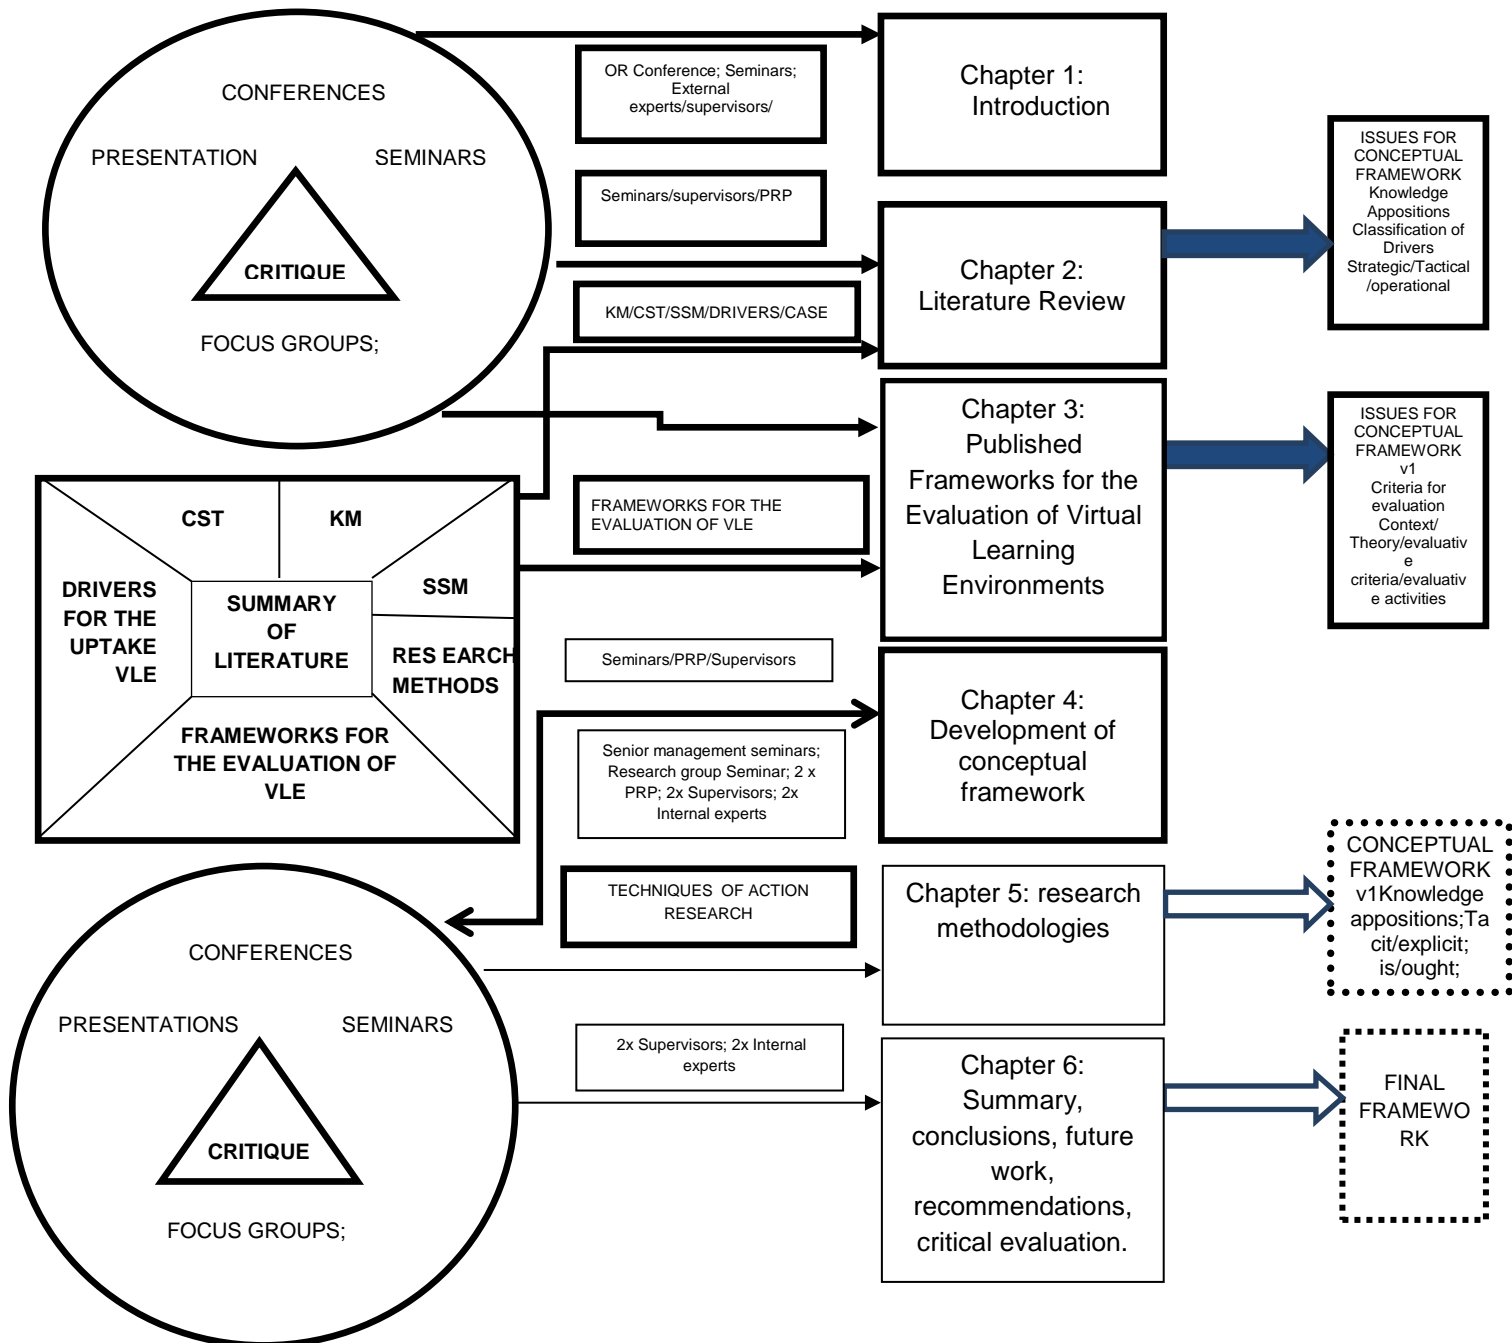 CONFERENCES
PRESENTATION
SEMINARS
CRITIQUE
FOCUS GROUPS;
OR Conference; Seminars;
External
experts/supervisors/
Seminars/supervisors/PRP
KM/CST/SSM/DRIVERS/CASE
Chapter 1:
Introduction
Chapter 2:
Literature Review
ISSUES FOR
CONCEPTUAL
FRAMEWORK
Knowledge
Appositions
Classification of
Drivers
Strategic/Tactical
/operational
CST
KM
SSM
DRIVERS
FOR THE
UPTAKE
VLE
SUMMARY
OF
LITERATURE
RES EARCH
METHODS
FRAMEWORKS FOR
THE EVALUATION OF
VLE
FRAMEWORKS FOR THE
EVALUATION OF VLE
Chapter 3:
Published
Frameworks for the
Evaluation of Virtual
Learning
Environments
ISSUES FOR
CONCEPTUAL
FRAMEWORK
v1
Criteria for
evaluation
Context/
Theory/evaluativ
e
criteria/evaluativ
e activities
Seminars/PRP/Supervisors
Senior management seminars;
Research group Seminar; 2 x
PRP; 2x Supervisors; 2x
Internal experts
Chapter 4:
Development of
conceptual
framework
TECHNIQUES OF ACTION
RESEARCH
Chapter 5: research
methodologies
CONCEPTUAL
FRAMEWORK
v1Knowledge
appositions;Ta
cit/explicit;
is/ought;
CONFERENCES
PRESENTATIONS
SEMINARS
CRITIQUE
FOCUS GROUPS;
2x Supervisors; 2x Internal
experts
Chapter 6:
Summary,
conclusions, future
work,
recommendations,
critical evaluation.
FINAL
FRAMEWO
RK